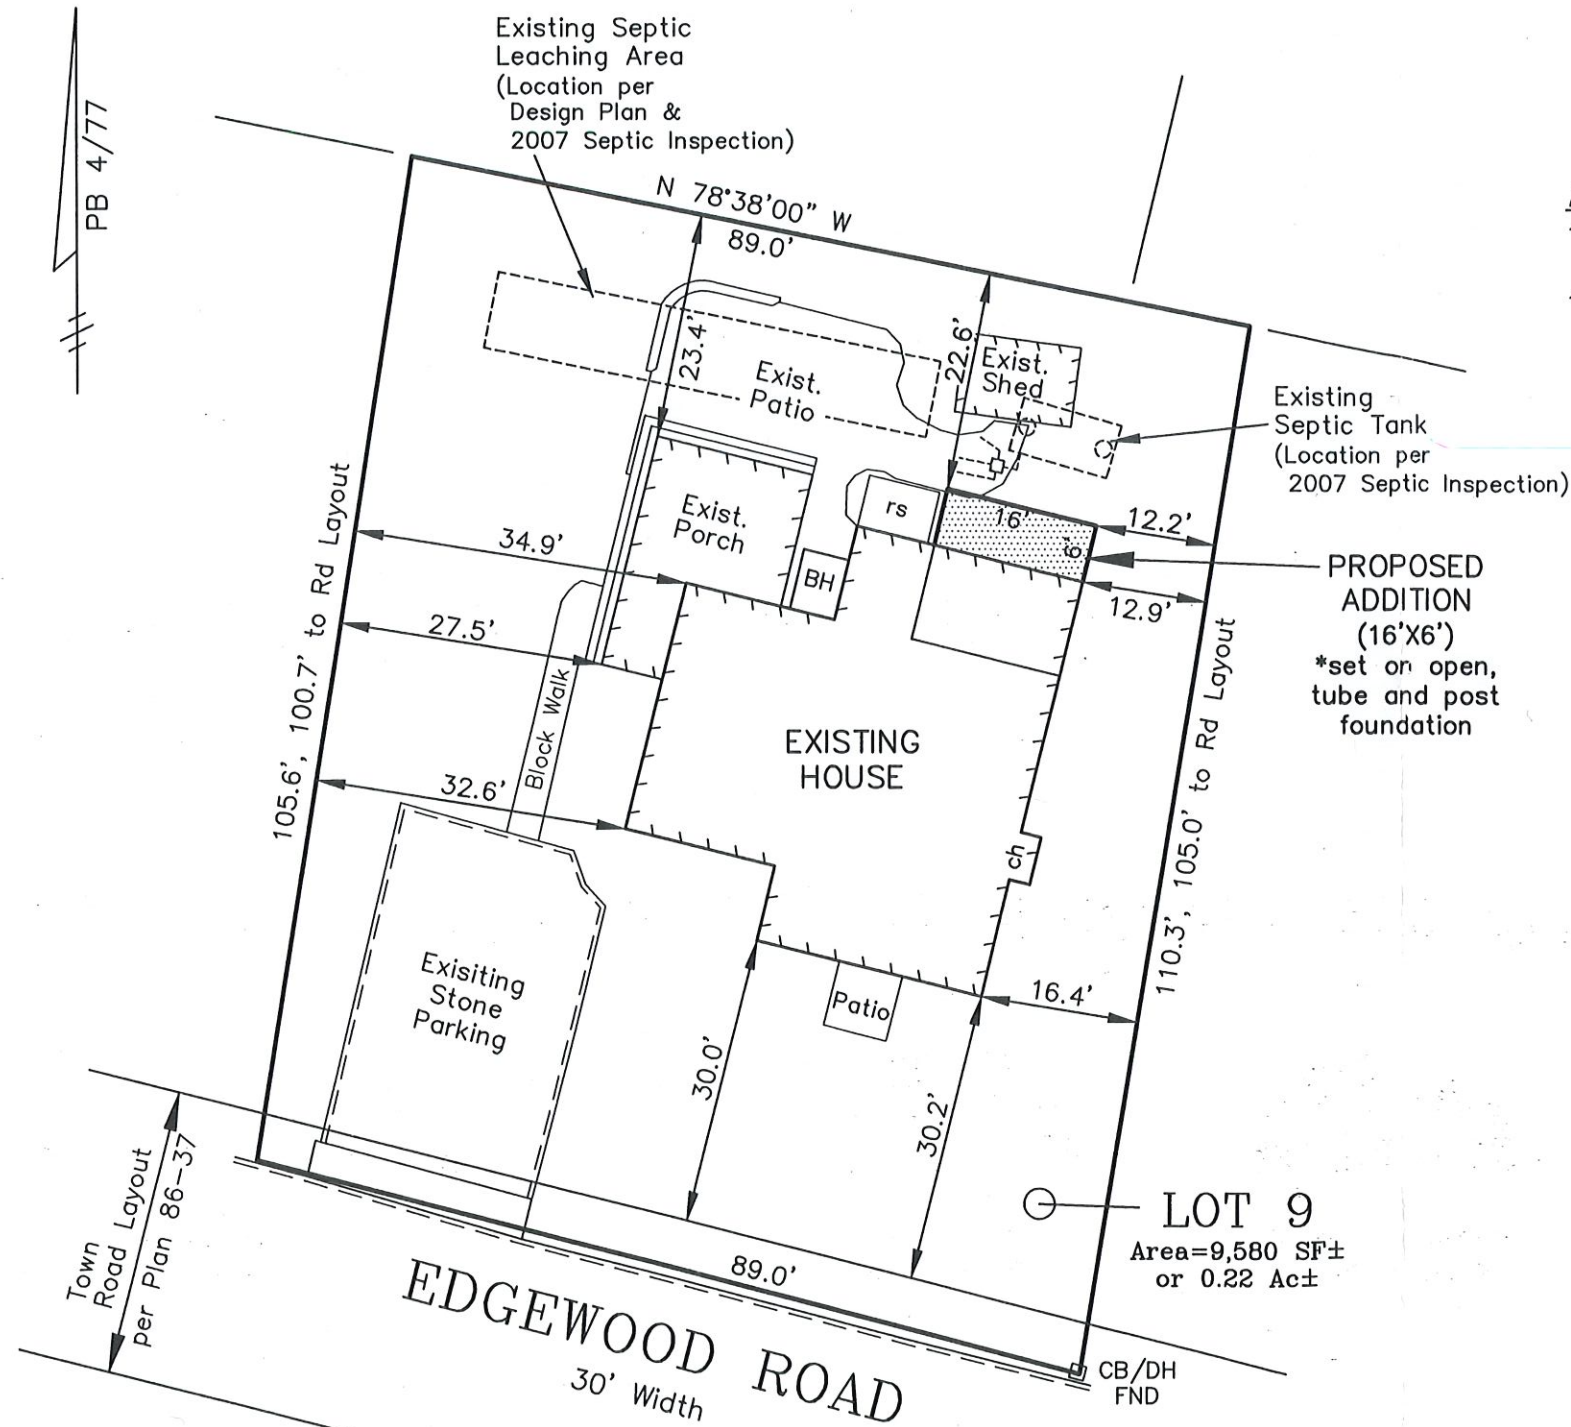 Existing Septic
Leaching Area
(Location per
Design Plan &
2007 Septic Inspection)
PB 4/77
N 78°38'00" W
89.0'
23.4'
22.6'
Exist.
Patio
Exist.
Shed
Existing
Septic Tank
(Location per
2007 Septic Inspection)
Exist.
Porch
rs
BH
16'
6'
12.2'
12.9'
PROPOSED
ADDITION
(16'X6')
*set on open,
tube and post
foundation
34.9'
27.5'
32.6'
Block Walk
105.6', 100.7' to Rd Layout
110.3', 105.0' to Rd Layout
EXISTING
HOUSE
ch
Exisiting
Stone
Parking
Patio
16.4'
30.0'
30.2'
LOT 9
Area=9,580 SF±
or 0.22 Ac±
89.0'
Town
Road Layout
per Plan 86-37
EDGEWOOD ROAD
30' Width
CB/DH
FND